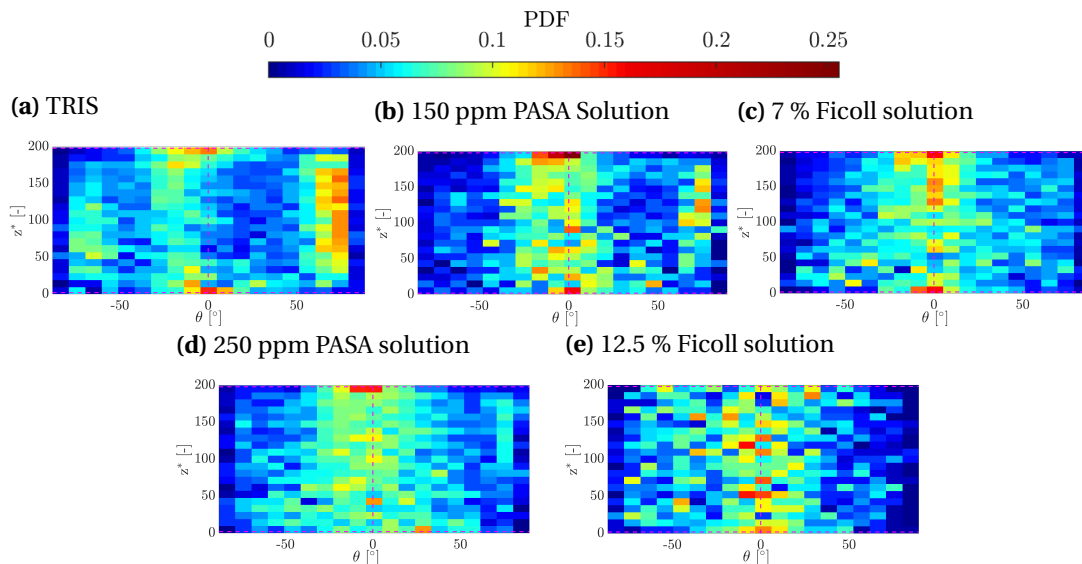 PDF
0 0.05 0.1 0.15 0.2 0.25
(a) TRIS
(b) 150 ppm PASA Solution
(c) 7 % Ficoll solution
200
150
100
50
0
z* [-]
-50 0 50
θ [°]
200
150
100
50
0
z* [-]
-50 0 50
θ [°]
200
150
100
50
0
z* [-]
-50 0 50
θ [°]
(d) 250 ppm PASA solution
(e) 12.5 % Ficoll solution
200
150
100
50
0
z* [-]
-50 0 50
θ [°]
200
150
100
50
0
z* [-]
-50 0 50
θ [°]